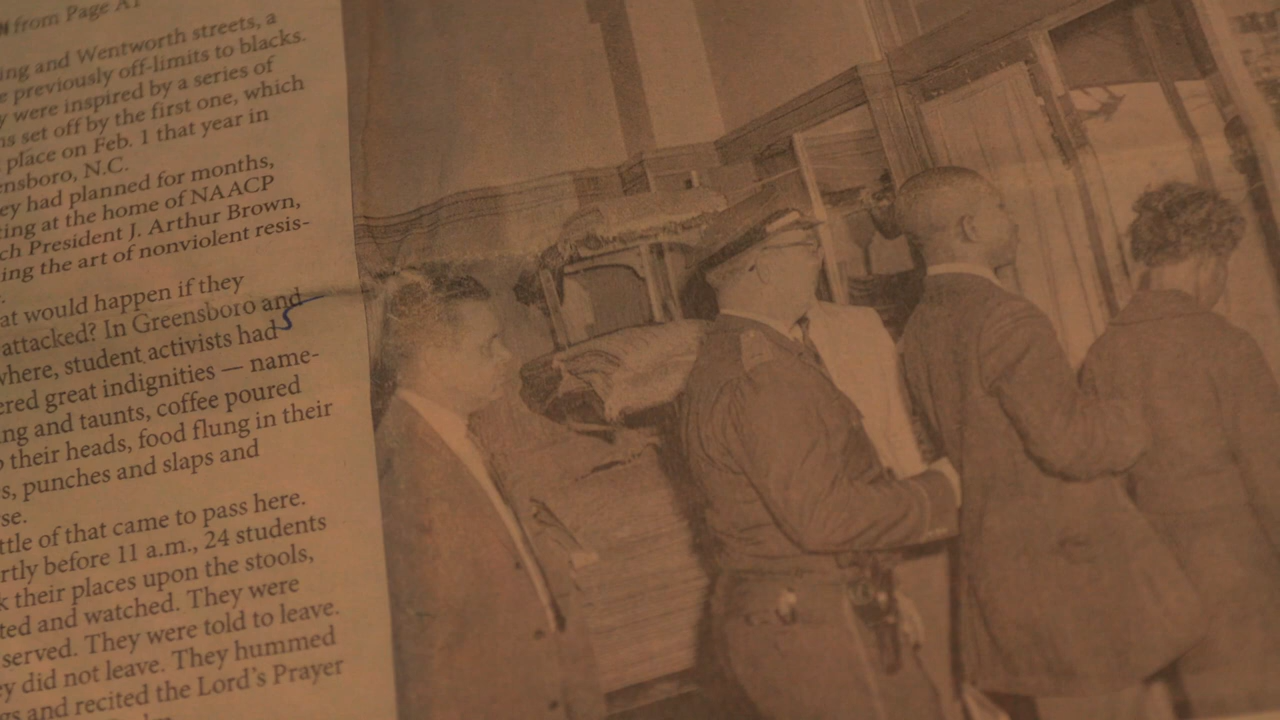 from Page A1
ing and Wentworth streets, a
e previously off-limits to blacks.
y were inspired by a series of
ns set off by the first one, which
place on Feb. 1 that year in
ensboro, N.C.
ey had planned for months,
ting at the home of NAACP
ch President J. Arthur Brown,
ing the art of nonviolent resis-
at would happen if they
attacked? In Greensboro and
where, student activists had
ered great indignities — name-
ng and taunts, coffee poured
o their heads, food flung in their
s, punches and slaps and
se.
ttle of that came to pass here.
rtly before 11 a.m., 24 students
k their places upon the stools,
ted and watched. They were
served. They were told to leave.
ey did not leave. They hummed
gs and recited the Lord's Prayer